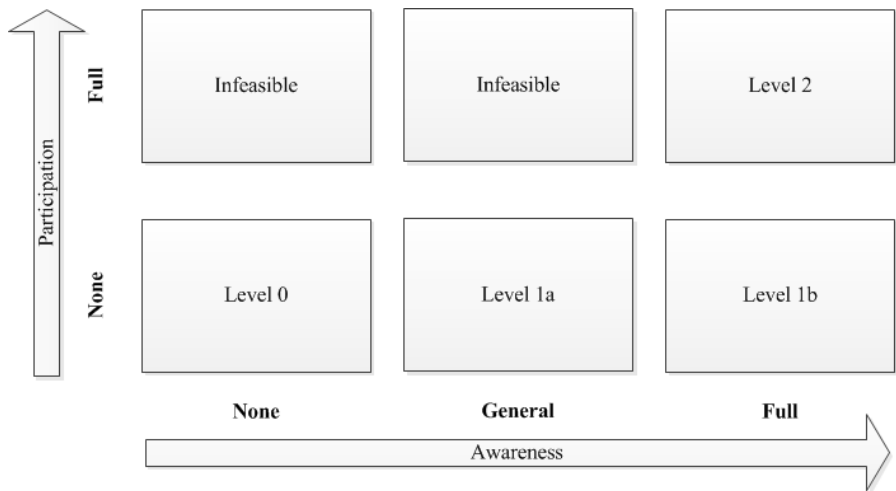 Participation
Full
Infeasible
Infeasible
Level 2
None
Level 0
Level 1a
Level 1b
None
General
Full
Awareness